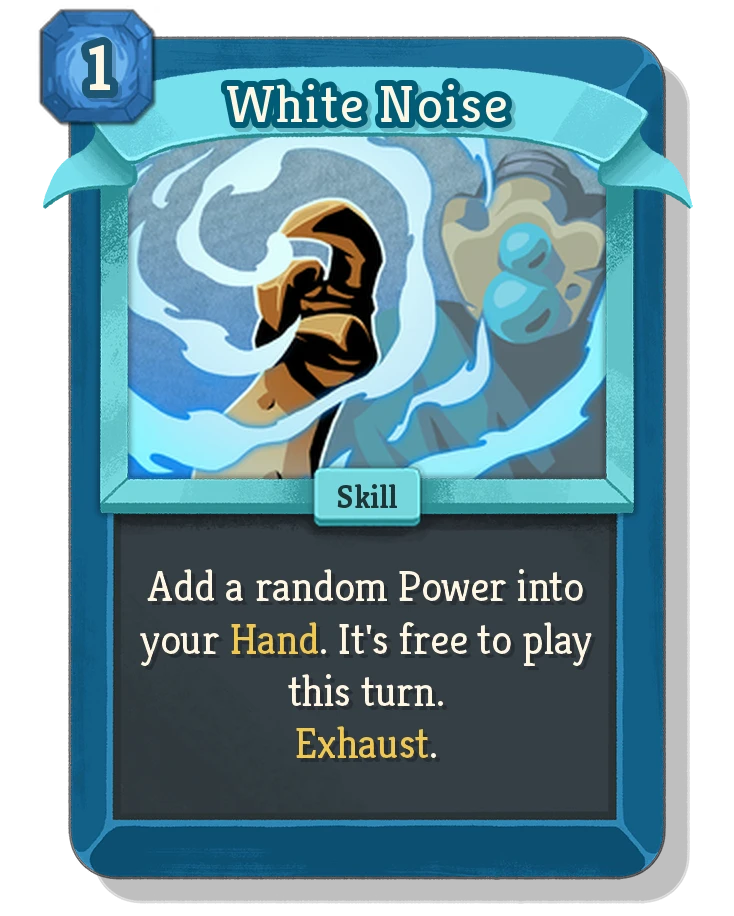 1
White Noise
Skill
Add a random Power into
your Hand. It's free to play
this turn.
Exhaust.